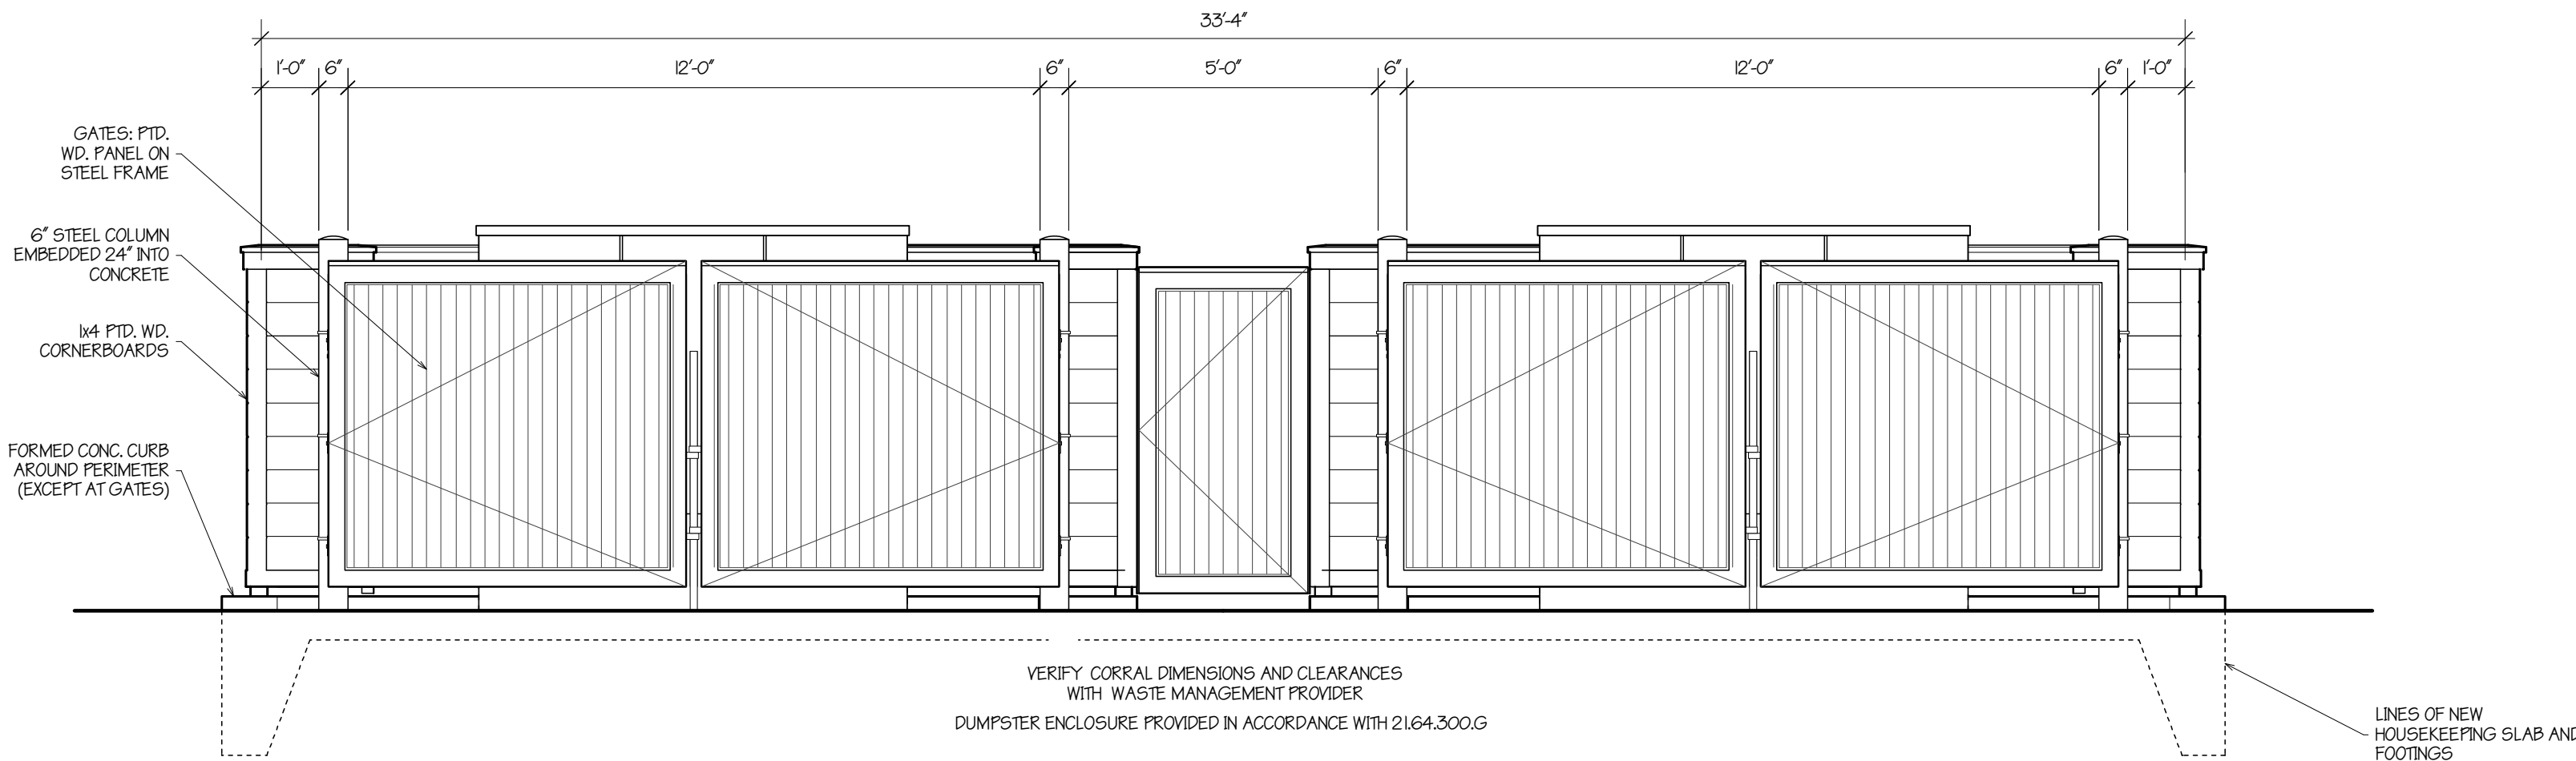 33'-4"
1'-0"
6"
12'-0"
6"
5'-0"
6"
12'-0"
6"
1'-0"
GATES: PTD.
WD. PANEL ON
STEEL FRAME
6" STEEL COLUMN
EMBEDDED 24" INTO
CONCRETE
1x4 PTD. WD.
CORNERBOARDS
FORMED CONC. CURB
AROUND PERIMETER
(EXCEPT AT GATES)
VERIFY CORRAL DIMENSIONS AND CLEARANCES
WITH WASTE MANAGEMENT PROVIDER
DUMPSTER ENCLOSURE PROVIDED IN ACCORDANCE WITH 21.64.300.G
LINES OF NEW
HOUSEKEEPING SLAB AND
FOOTINGS